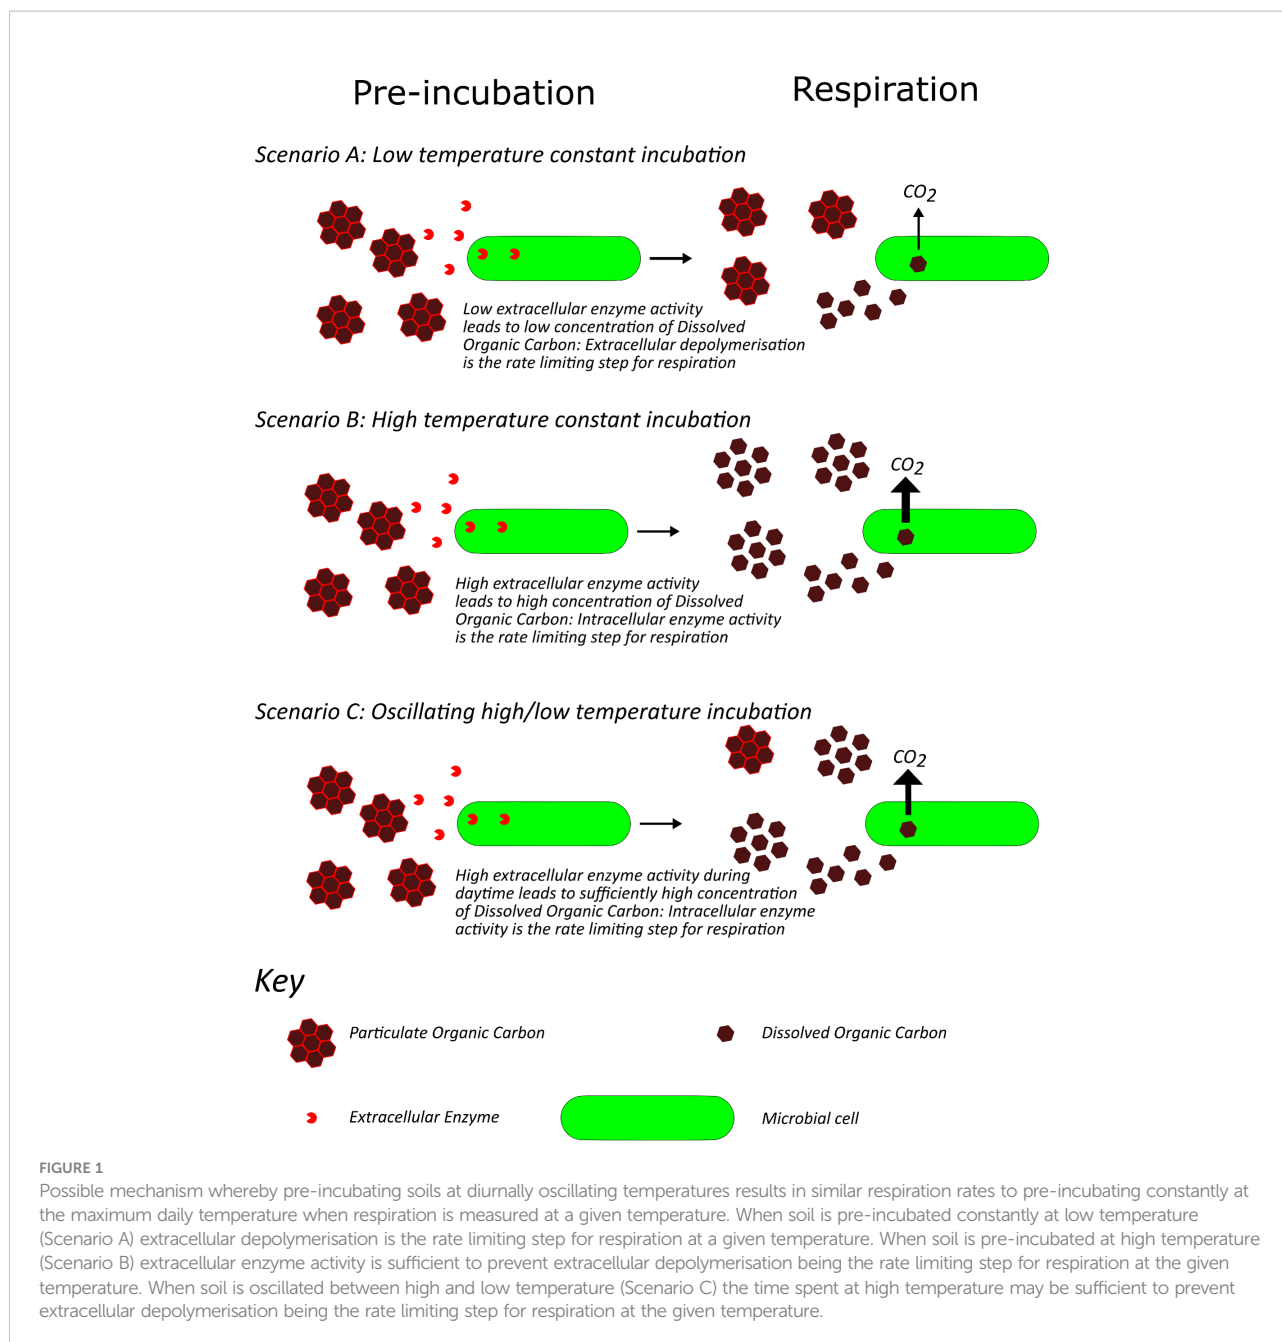 Pre-incubation
Respiration
Scenario A: Low temperature constant incubation
CO2
Low extracellular enzyme activity
leads to low concentration of Dissolved
Organic Carbon: Extracellular depolymerisation
is the rate limiting step for respiration
Scenario B: High temperature constant incubation
CO2
High extracellular enzyme activity
leads to high concentration of Dissolved
Organic Carbon: Intracellular enzyme activity
is the rate limiting step for respiration
Scenario C: Oscillating high/low temperature incubation
CO2
High extracellular enzyme activity during
daytime leads to sufficiently high concentration
of Dissolved Organic Carbon: Intracellular enzyme
activity is the rate limiting step for respiration
Key
Particulate Organic Carbon
Dissolved Organic Carbon
Extracellular Enzyme
Microbial cell
FIGURE 1
Possible mechanism whereby pre-incubating soils at diurnally oscillating temperatures results in similar respiration rates to pre-incubating constantly at
the maximum daily temperature when respiration is measured at a given temperature. When soil is pre-incubated constantly at low temperature
(Scenario A) extracellular depolymerisation is the rate limiting step for respiration at a given temperature. When soil is pre-incubated at high temperature
(Scenario B) extracellular enzyme activity is sufficient to prevent extracellular depolymerisation being the rate limiting step for respiration at the given
temperature. When soil is oscillated between high and low temperature (Scenario C) the time spent at high temperature may be sufficient to prevent
extracellular depolymerisation being the rate limiting step for respiration at the given temperature.